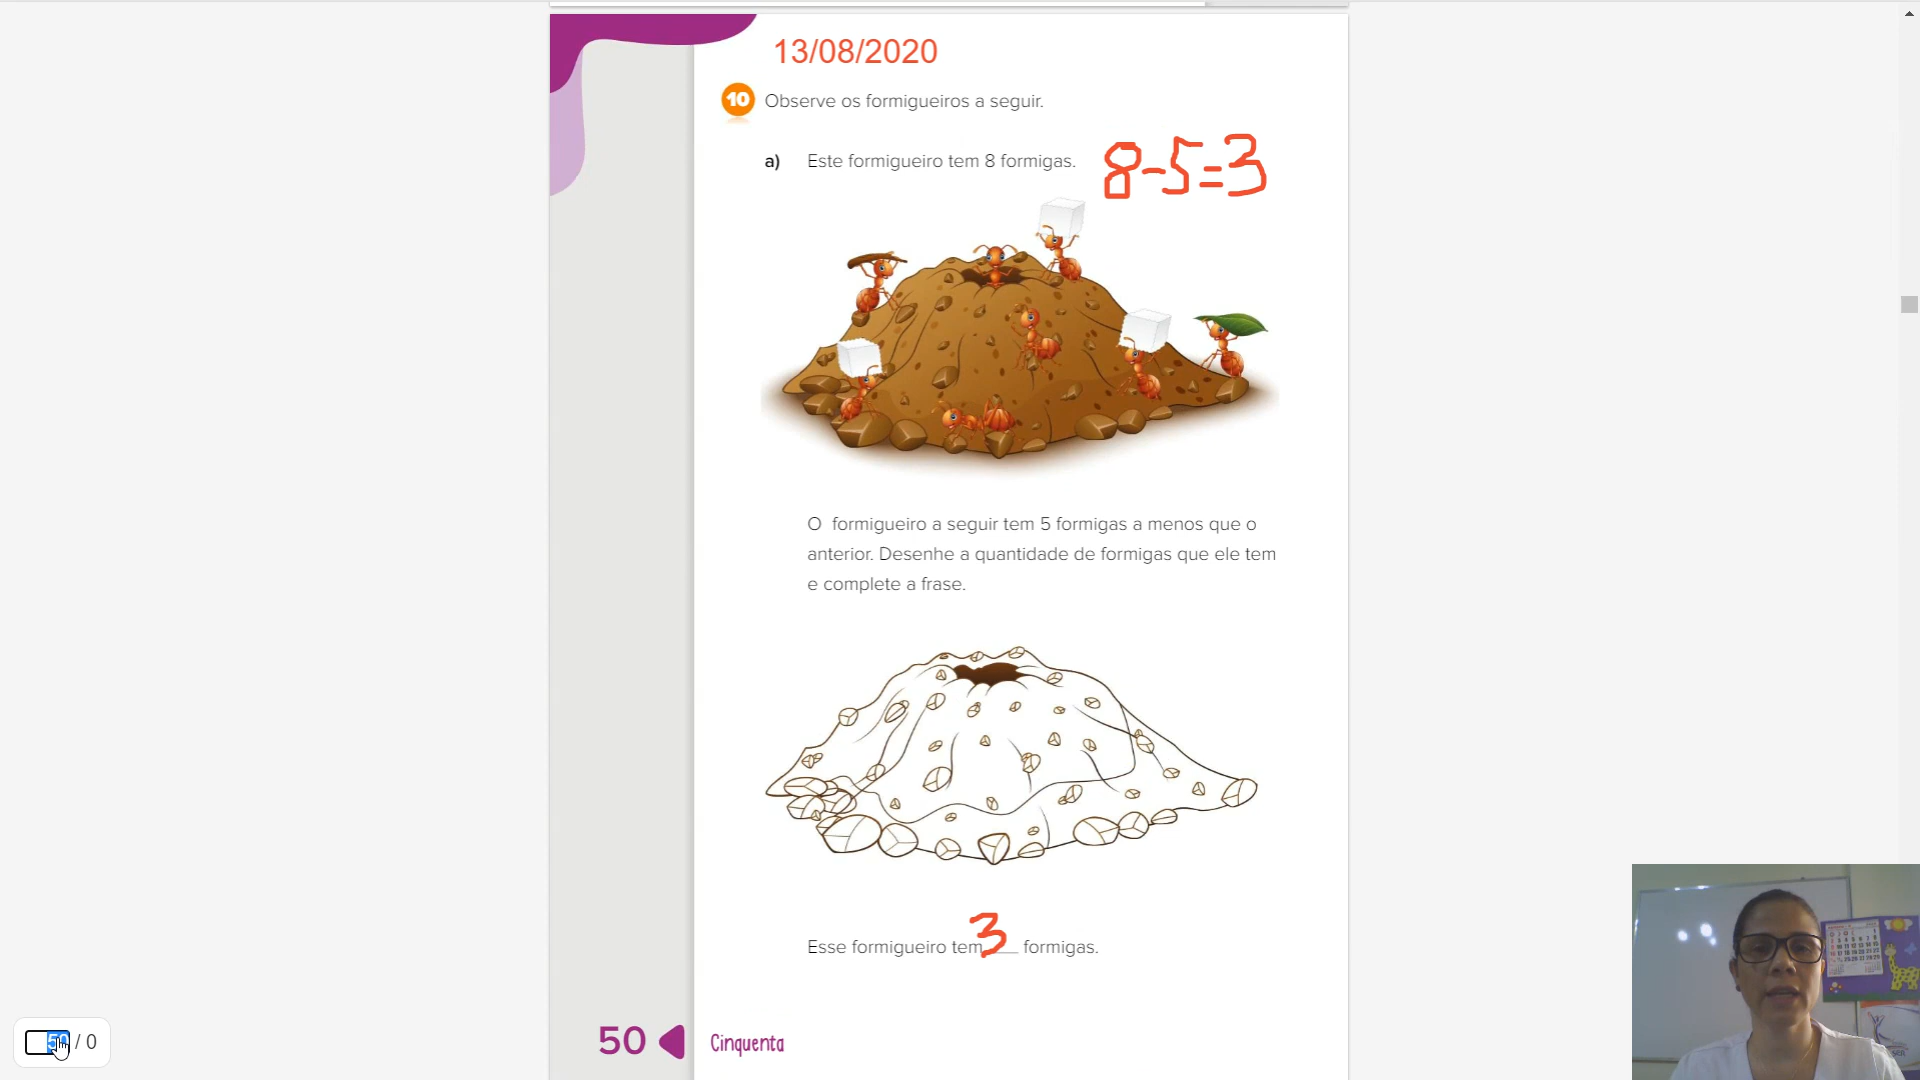 13/08/2020
10 Observe os formigueiros a seguir.
a) Este formigueiro tem 8 formigas.
8-5=3
O formigueiro a seguir tem 5 formigas a menos que o
anterior. Desenhe a quantidade de formigas que ele tem
e complete a frase.
Esse formigueiro tem 3 formigas.
50 Cinquenta
50 / 0